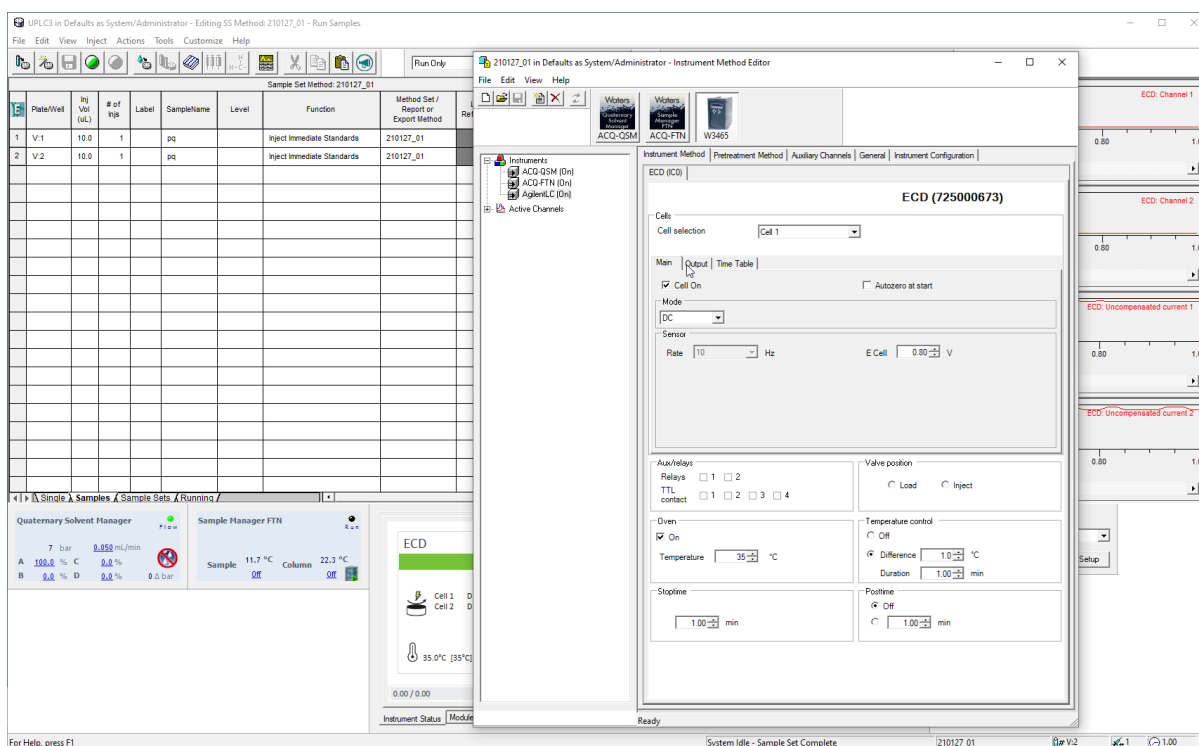 UPLC3 in Defaults as System/Administrator - Editing SS Method: 210127_01 - Run Samples
File Edit View Inject Actions Tools Customize Help
Run Only
Sample Set Method: 210127_01
Plate/Well Inj Vol (uL) # of Injs Label SampleName Level Function Method Set / Report or Export Method
1 V:1 10.0 1 pq Inject Immediate Standards 210127_01
2 V:2 10.0 1 pq Inject Immediate Standards 210127_01
Single Samples Sample Sets Running
Quaternary Solvent Manager Flow
7 bar 0.050 mL/min
A 100.0 % C 0.0 %
B 0.0 % D 0.0 % 0 Δ bar
Sample Manager FTN Run
Sample 11.7 °C Column 22.3 °C
Off Off
ECD
Cell 1 D
Cell 2 D
35.0°C [35°C]
0.00 / 0.00
Instrument Status Module
210127_01 in Defaults as System/Administrator - Instrument Method Editor
File Edit View Help
Waters Quaternary Solvent Manager ACQ-QSM
Waters Sample Manager FTN ACQ-FTN
W3465
Instruments
ACQ-QSM (On)
ACQ-FTN (On)
AgilentLC (On)
Active Channels
Instrument Method Pretreatment Method Auxiliary Channels General Instrument Configuration
ECD (IC0)
ECD (725000673)
Cells
Cell selection Cell 1
Main Output Time Table
Cell On Autozero at start
Mode
DC
Sensor
Rate 10 Hz E Cell 0.80 V
Aux/relays
Relays 1 2
TTL contact 1 2 3 4
Valve position
Load Inject
Oven
On
Temperature 35 °C
Temperature control
Off
Difference 1.0 °C
Duration 1.00 min
Stoptime
1.00 min
Posttime
Off
1.00 min
Ready
ECD: Channel 1
0.80 1.
ECD: Channel 2
0.80 1.
ECD: Uncompensated current 1
0.80 1.
ECD: Uncompensated current 2
0.80 1.
Setup
For Help, press F1
System Idle - Sample Set Complete
210127_01
V:2
1
1.00